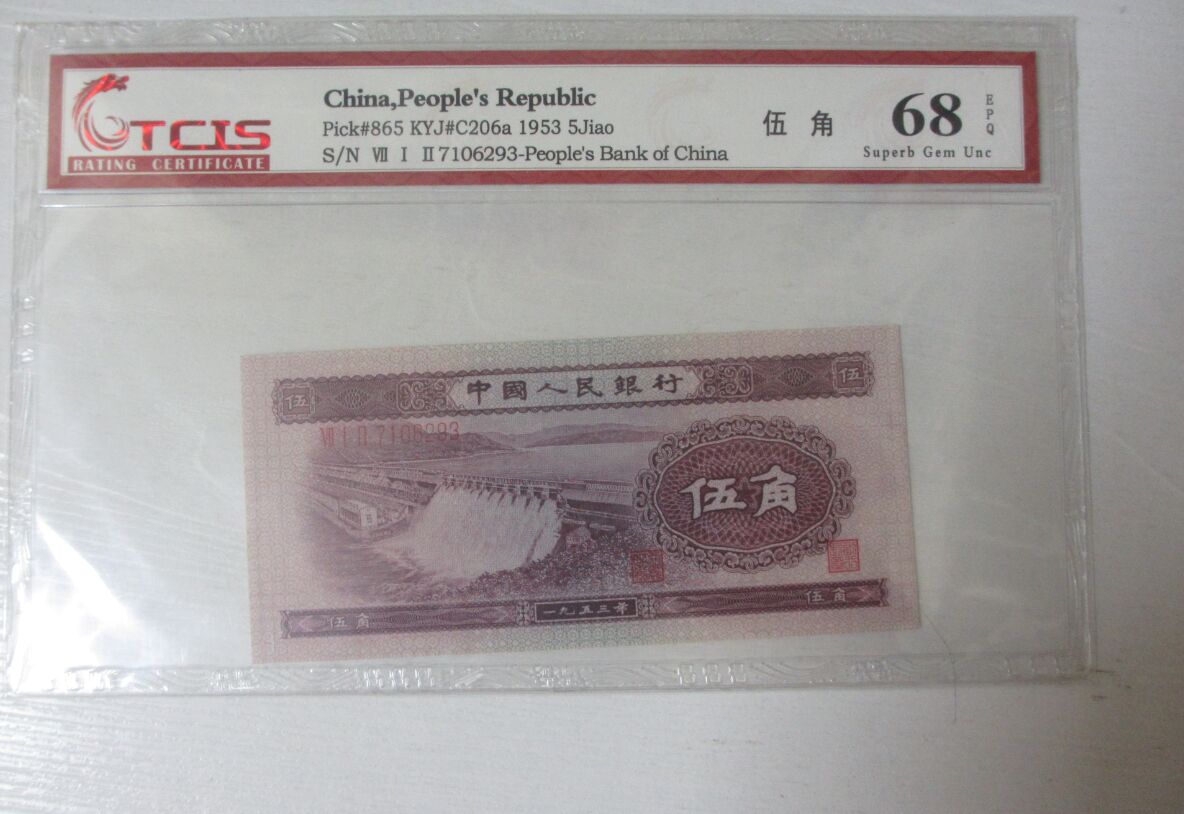 TCIS
RATING CERTIFICATE
China,People's Republic
Pick#865 KYJ#C206a 1953 5Jiao
S/N Ⅶ Ⅰ Ⅱ7106293-People's Bank of China
伍角
68
EPQ
Superb Gem Unc
中國人民銀行
伍
伍
Ⅶ Ⅰ Ⅱ 7106293
伍角
伍角
一九五三年
伍角